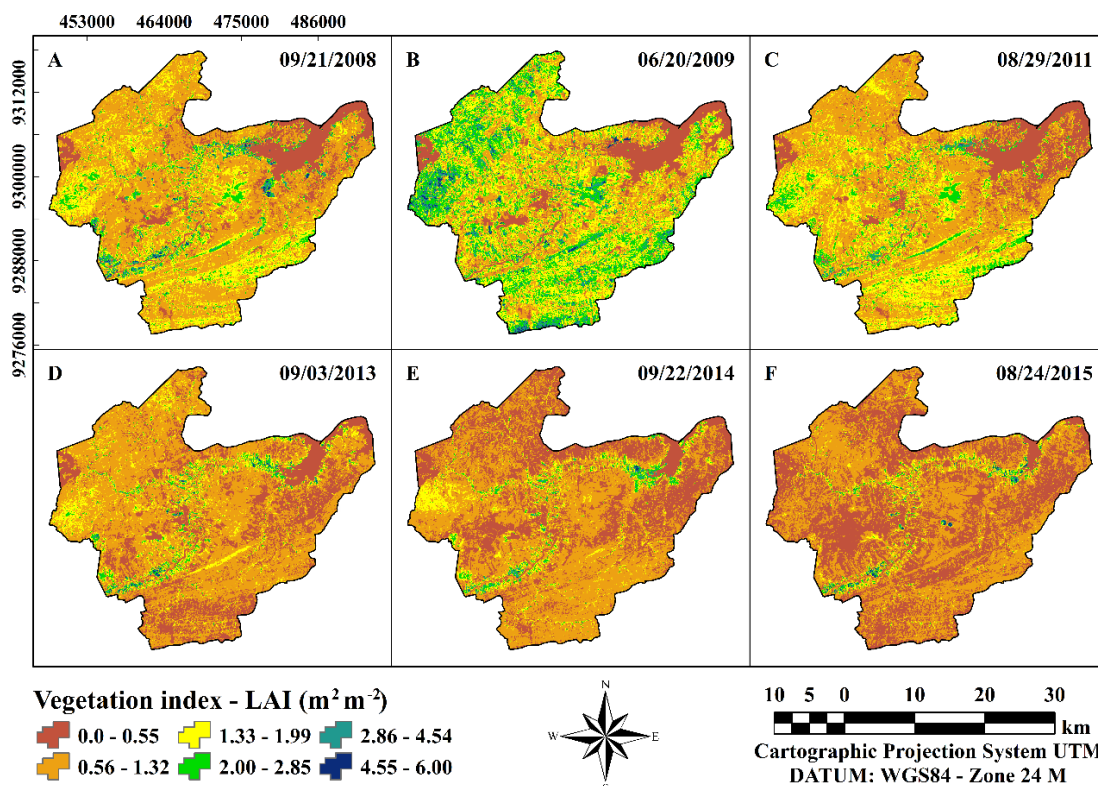 453000 464000 475000 486000
A 09/21/2008
B 06/20/2009
C 08/29/2011
9312000
9300000
9288000
9276000
D 09/03/2013
E 09/22/2014
F 08/24/2015
Vegetation index - LAI (m² m⁻²)
0.0 - 0.55 1.33 - 1.99 2.86 - 4.54
0.56 - 1.32 2.00 - 2.85 4.55 - 6.00
N
W E
S
10 5 0 10 20 30
km
Cartographic Projection System UTM
DATUM: WGS84 - Zone 24 M